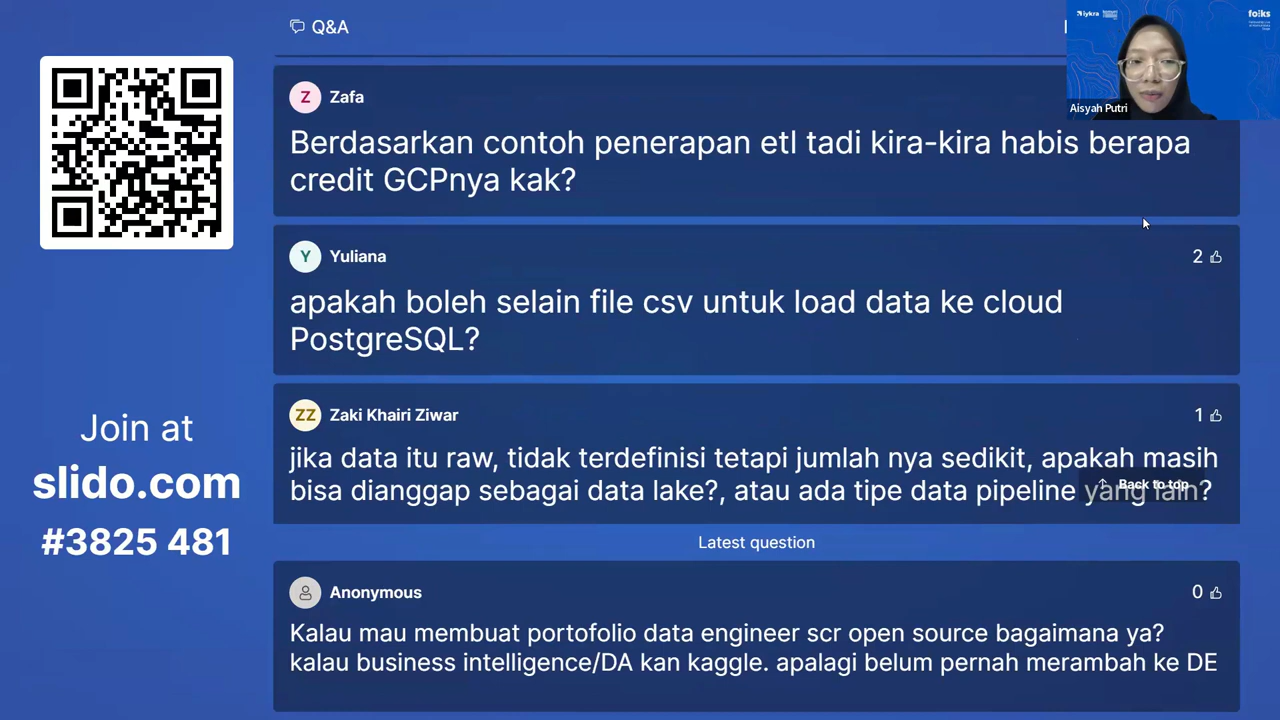 Q&A
iykra
fo/ks
Aisyah Putri
Z Zafa
Berdasarkan contoh penerapan etl tadi kira-kira habis berapa
credit GCPnya kak?
Y Yuliana
2
apakah boleh selain file csv untuk load data ke cloud
PostgreSQL?
ZZ Zaki Khairi Ziwar
1
jika data itu raw, tidak terdefinisi tetapi jumlah nya sedikit, apakah masih
bisa dianggap sebagai data lake?, atau ada tipe data pipeline yang lain?
Back to top
Latest question
Anonymous
0
Kalau mau membuat portofolio data engineer scr open source bagaimana ya?
kalau business intelligence/DA kan kaggle. apalagi belum pernah merambah ke DE
Join at
slido.com
#3825 481